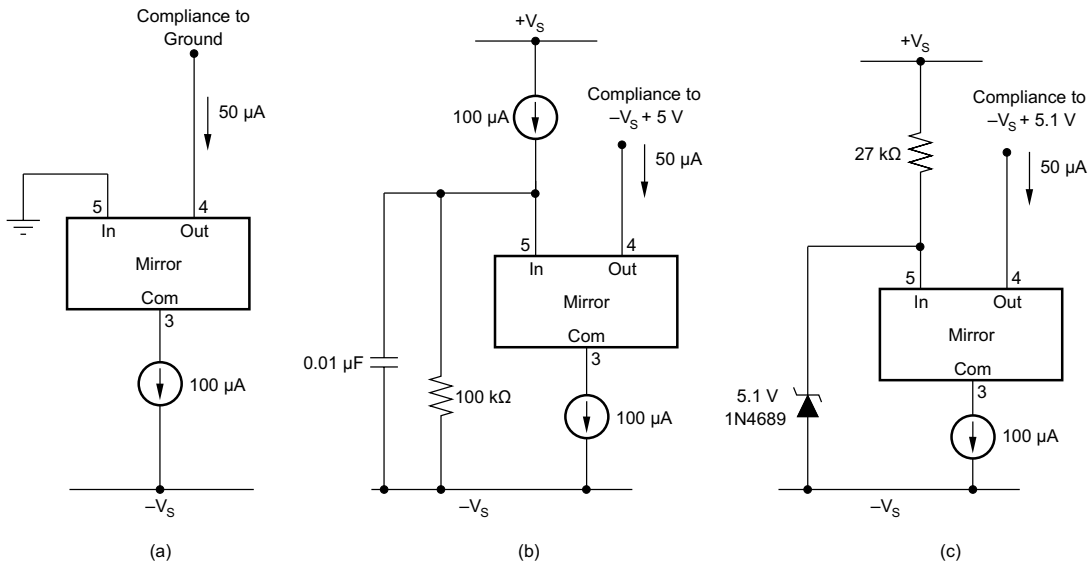 Compliance to
Ground
50 µA
5
4
In
Out
Mirror
Com
3
100 µA
–VS
(a)
+VS
100 µA
Compliance to
–VS + 5 V
50 µA
5
4
In
Out
Mirror
Com
3
0.01 µF
100 kΩ
100 µA
–VS
(b)
+VS
27 kΩ
Compliance to
–VS + 5.1 V
50 µA
5
4
In
Out
Mirror
Com
3
5.1 V
1N4689
100 µA
–VS
(c)